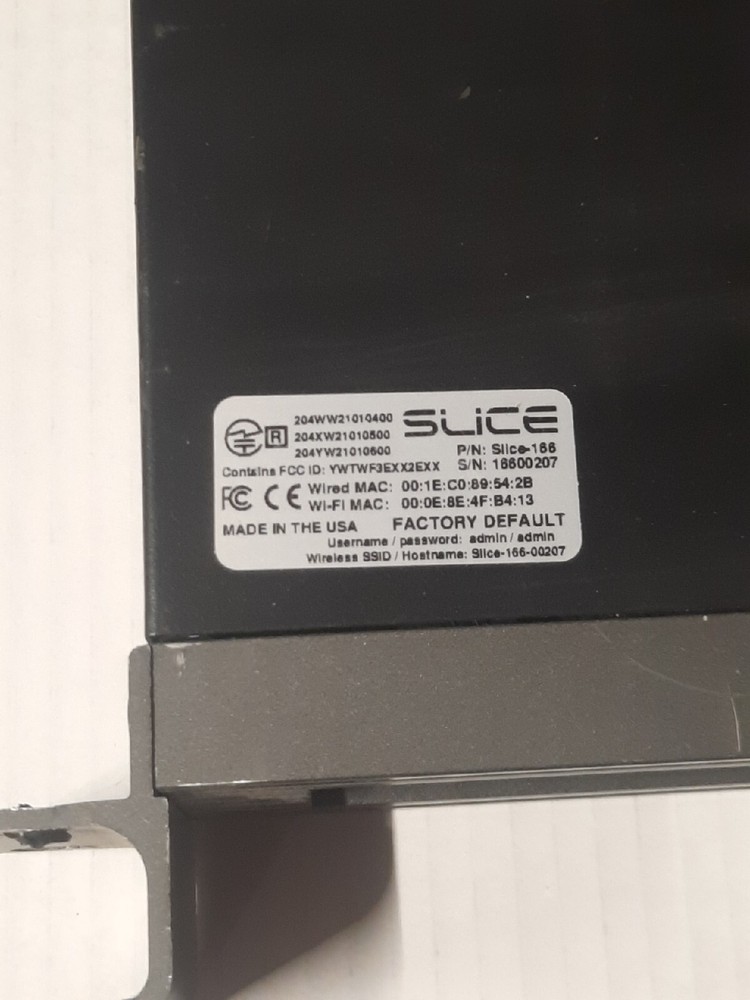 204WW21010400
204XW21010500
204YW21010600
R
SLiCE
P/N: Slice-166
S/N: 16600207
Contains FCC ID: YWTWF3EXX2EXX
FC CE
Wired MAC: 00:1E:C0:89:54:2B
Wi-Fi MAC: 00:0E:8E:4F:B4:13
MADE IN THE USA
FACTORY DEFAULT
Username / password: admin / admin
Wireless SSID / Hostname: Slice-166-00207